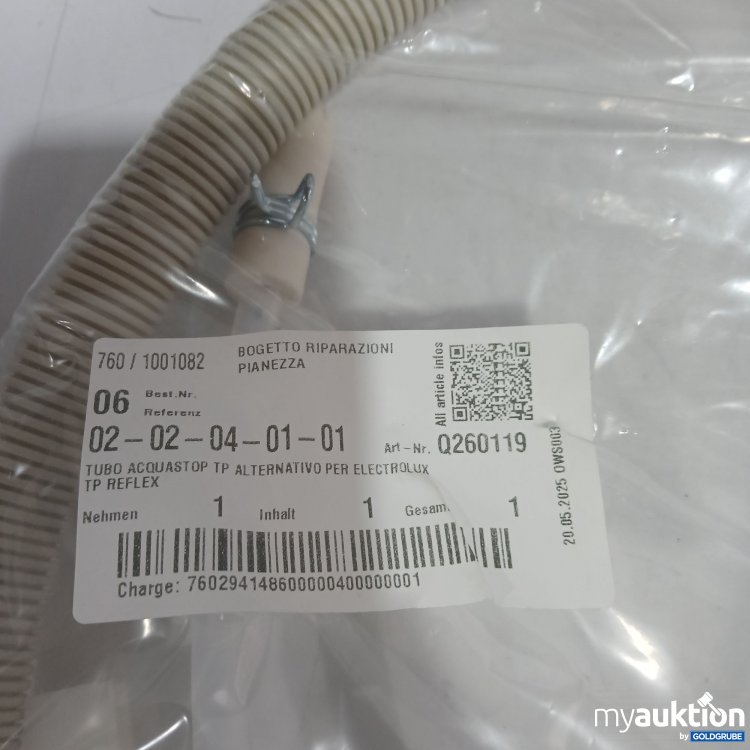 760 / 1001082
BOGETTO RIPARAZIONI
PIANEZZA
All article infos
06
Best.Nr.
Referenz
02-02-04-01-01
Art-Nr. Q260119
TUBO ACQUASTOP TP ALTERNATIVO PER ELECTROLUX
TP REFLEX
Nehmen 1 Inhalt 1 Gesam 1
20.05.2025 OWS003
Charge: 7602941486000004000000001
myauktion
by GOLDGRUBE